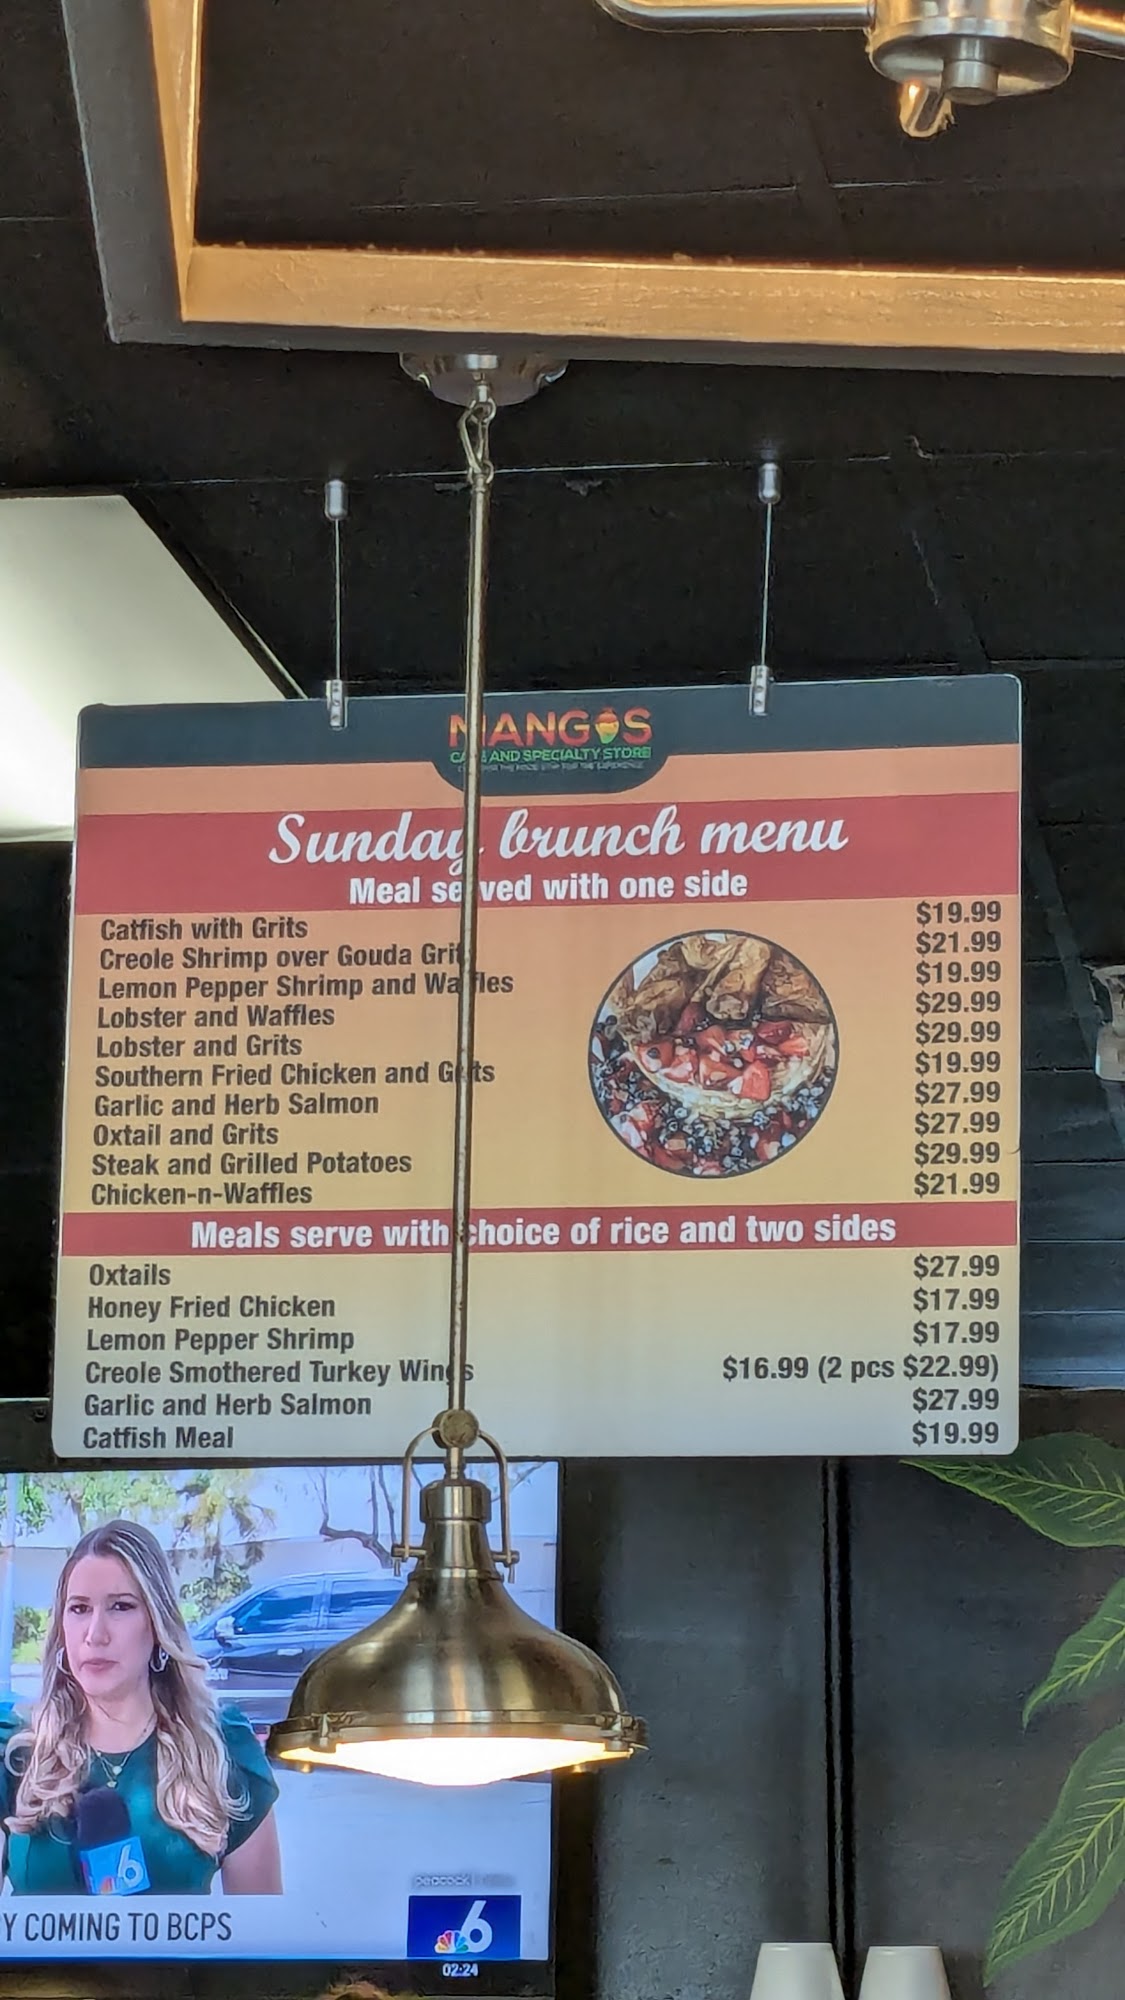 MANGOS
CAFE AND SPECIALTY STORE
Sunday brunch menu
Meal served with one side
Catfish with Grits $19.99
Creole Shrimp over Gouda Grits $21.99
Lemon Pepper Shrimp and Waffles $19.99
Lobster and Waffles $29.99
Lobster and Grits $29.99
Southern Fried Chicken and Grits $19.99
Garlic and Herb Salmon $27.99
Oxtail and Grits $27.99
Steak and Grilled Potatoes $29.99
Chicken-n-Waffles $21.99
Meals serve with choice of rice and two sides
Oxtails $27.99
Honey Fried Chicken $17.99
Lemon Pepper Shrimp $17.99
Creole Smothered Turkey Wings $16.99 (2 pcs $22.99)
Garlic and Herb Salmon $27.99
Catfish Meal $19.99
6
peacock
Y COMING TO BCPS
6
02:24